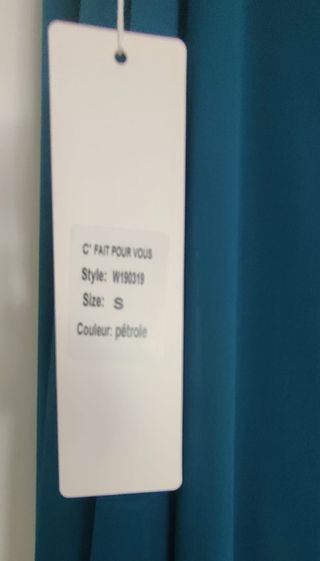 C' FAIT POUR VOUS
Style: W190319
Size: S
Couleur: pétrole